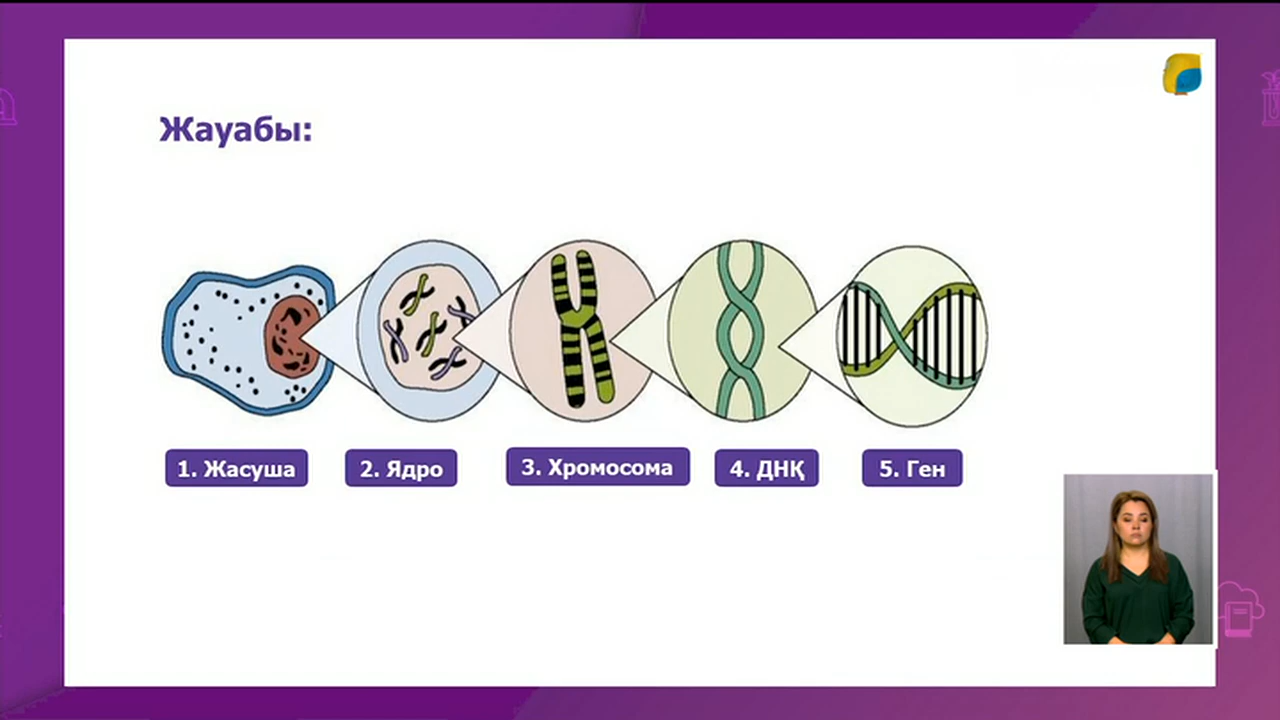 Жауабы:
1. Жасуша
2. Ядро
3. Хромосома
4. ДНҚ
5. Ген